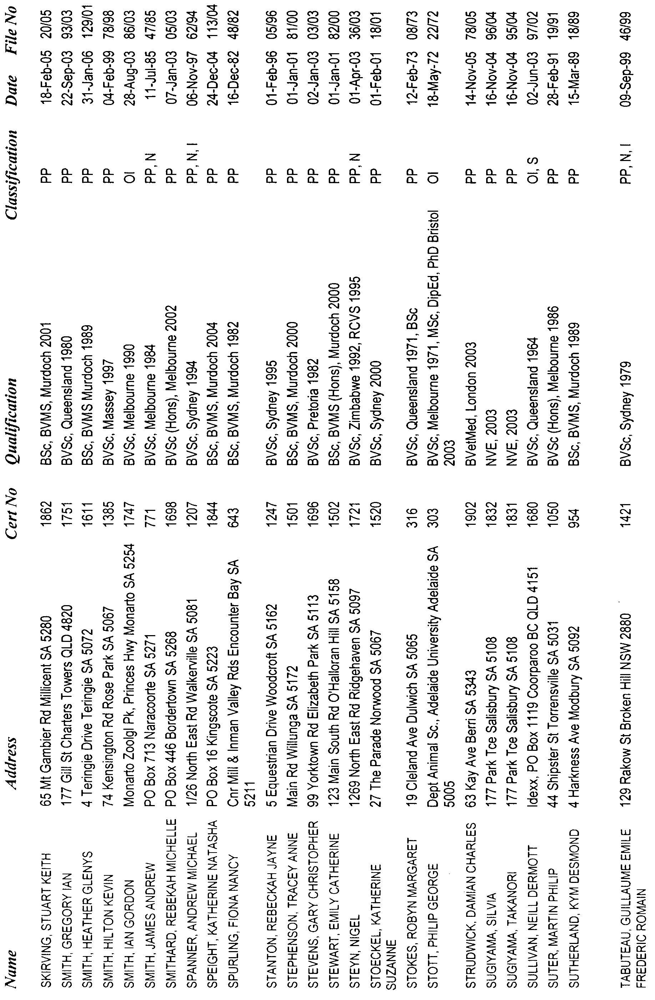 Name Address Cert No Qualification Classification Date File No
SKIRVING, STUART KEITH 65 Mt Gambier Rd Millicent SA 5280 1862 BSc, BVMS, Murdoch 2001 PP 18-Feb-05 20/05
SMITH, GREGORY IAN 177 Gill St Charters Towers QLD 4820 1751 BVSc, Queensland 1980 PP 22-Sep-03 93/03
SMITH, HEATHER GLENYS 4 Teringie Drive Teringie SA 5072 1611 BSc, BVMS Murdoch 1989 PP 31-Jan-06 129/01
SMITH, HILTON KEVIN 74 Kensington Rd Rose Park SA 5067 1385 BVSc, Massey 1997 PP 04-Feb-99 78/98
SMITH, IAN GORDON Monarto Zoolgl Pk, Princes Hwy Monarto SA 5254 1747 BVSc, Melbourne 1990 OI 28-Aug-03 86/03
SMITH, JAMES ANDREW PO Box 713 Naracoorte SA 5271 771 BVSc, Melbourne 1984 PP, N 11-Jul-85 47/85
SMITHARD, REBEKAH MICHELLE PO Box 446 Bordertown SA 5268 1698 BVSc (Hons), Melbourne 2002 PP 07-Jan-03 05/03
SPANNER, ANDREW MICHAEL 1/26 North East Rd Walkerville SA 5081 1207 BVSc, Sydney 1994 PP, N, I 06-Nov-97 62/94
SPEIGHT, KATHERINE NATASHA PO Box 16 Kingscote SA 5223 1844 BSc, BVMS, Murdoch 2004 PP 24-Dec-04 113/04
SPURLING, FIONA NANCY Cnr Mill & Inman Valley Rds Encounter Bay SA 643 BSc, BVMS, Murdoch 1982 PP 16-Dec-82 48/82
5211
STANTON, REBECKAH JAYNE 5 Equestrian Drive Woodcroft SA 5162 1247 BVSc, Sydney 1995 PP 01-Feb-96 05/96
STEPHENSON, TRACEY ANNE Main Rd Willunga SA 5172 1501 BSc, BVMS, Murdoch 2000 PP 01-Jan-01 81/00
STEVENS, GARY CHRISTOPHER 99 Yorktown Rd Elizabeth Park SA 5113 1696 BVSc, Pretoria 1982 PP 02-Jan-03 03/03
STEWART, EMILY CATHERINE 123 Main South Rd O'Halloran Hill SA 5158 1502 BSc, BVMS (Hons), Murdoch 2000 PP 01-Jan-01 82/00
STEYN, NIGEL 1269 North East Rd Ridgehaven SA 5097 1721 BVSc, Zimbabwe 1992, RCVS 1995 PP, N 01-Apr-03 36/03
STOECKEL, KATHERINE 27 The Parade Norwood SA 5067 1520 BVSc, Sydney 2000 PP 01-Feb-01 18/01
SUZANNE
STOKES, ROBYN MARGARET 19 Cleland Ave Dulwich SA 5065 316 BVSc, Queensland 1971, BSc PP 12-Feb-73 08/73
STOTT, PHILIP GEORGE Dept Animal Sc., Adelaide University Adelaide SA 303 BVSc, Melbourne 1971, MSc, DipEd, PhD Bristol OI 18-May-72 22/72
5005 2003
STRUDWICK, DAMIAN CHARLES 63 Kay Ave Berri SA 5343 1902 BVetMed, London 2003 PP 14-Nov-05 78/05
SUGIYAMA, SILVIA 177 Park Tce Salisbury SA 5108 1832 NVE, 2003 PP 16-Nov-04 96/04
SUGIYAMA, TAKANORI 177 Park Tce Salisbury SA 5108 1831 NVE, 2003 PP 16-Nov-04 95/04
SULLIVAN, NEILL DERMOTT Idexx, PO Box 1119 Coorparoo BC QLD 4151 1680 BVSc, Queensland 1964 OI, S 02-Jun-03 97/02
SUTER, MARTIN PHILIP 44 Shipster St Torrensville SA 5031 1050 BVSc (Hons), Melbourne 1986 PP 28-Feb-91 19/91
SUTHERLAND, KYM DESMOND 4 Harkness Ave Modbury SA 5092 954 BSc, BVMS, Murdoch 1989 PP 15-Mar-89 18/89
TABUTEAU, GUILLAUME EMILE 129 Rakow St Broken Hill NSW 2880 1421 BVSc, Sydney 1979 PP, N, I 09-Sep-99 46/99
FREDERIC ROMAIN